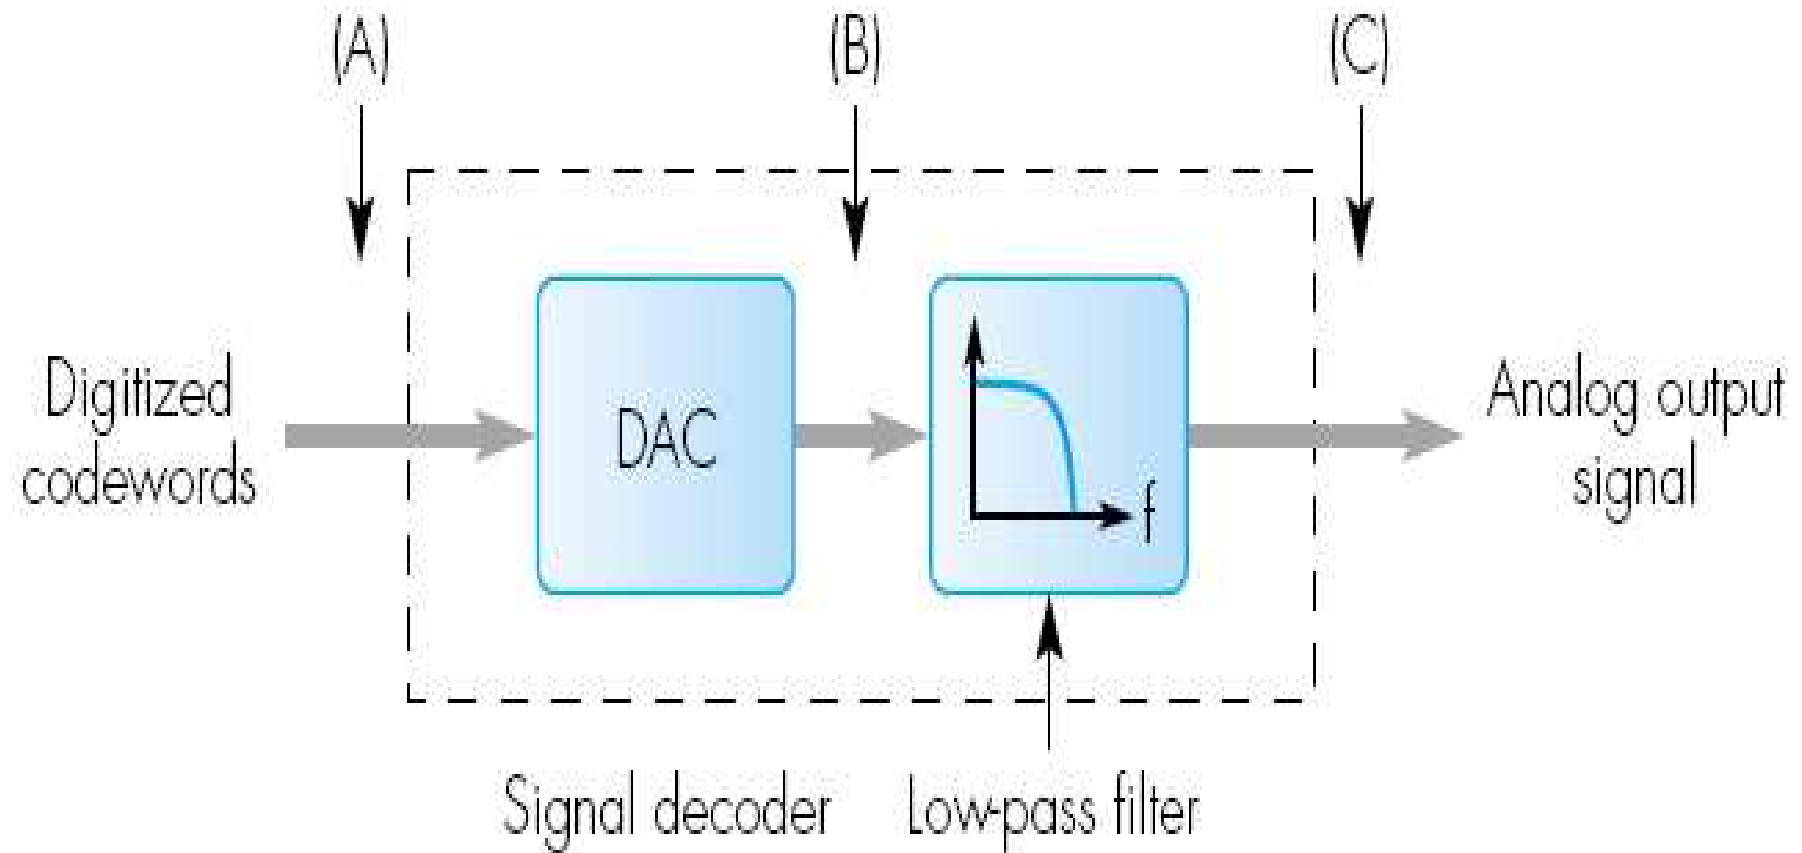 (A)
(B)
(C)
Digitized
codewords
DAC
f
Analog output
signal
Signal decoder
Low-pass filter